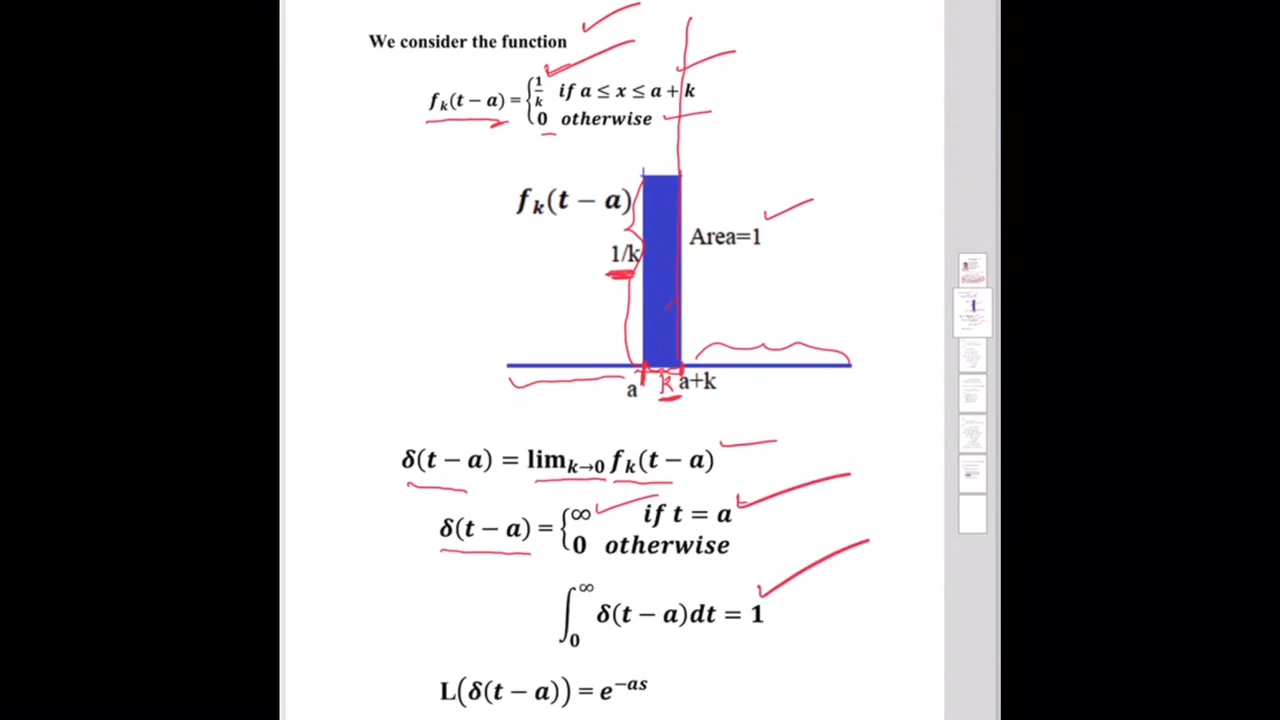 We consider the function
fₖ(t − a) = {1/k if a ≤ x ≤ a + k
0 otherwise
fₖ(t − a)
Area=1
1/k
a k a+k
δ(t − a) = limₖ→₀ fₖ(t − a)
δ(t − a) = {∞ if t = a
0 otherwise
∫₀^∞ δ(t − a)dt = 1
L(δ(t − a)) = e^−as